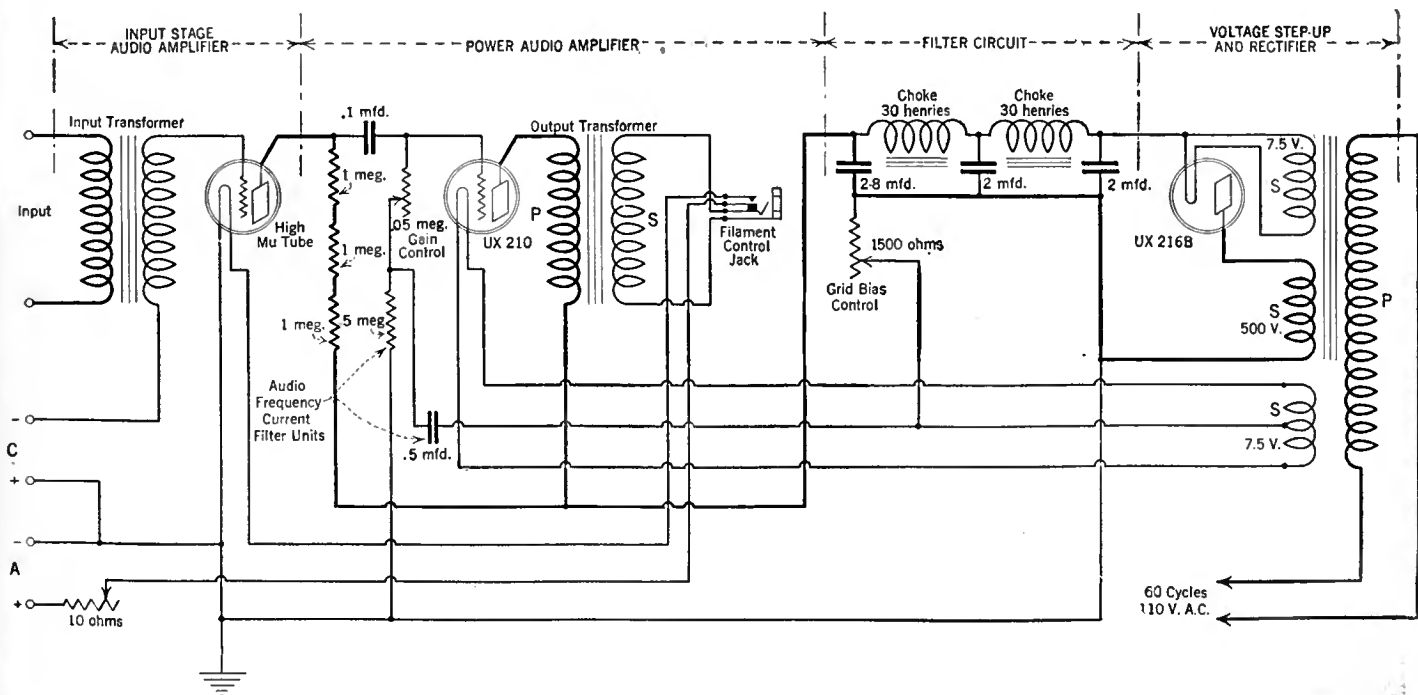 INPUT STAGE
AUDIO AMPLIFIER
POWER AUDIO AMPLIFIER
FILTER CIRCUIT
VOLTAGE STEP-UP
AND RECTIFIER
Input Transformer
.1 mfd.
Output Transformer
Choke
30 henries
Choke
30 henries
7.5 V.
S
1 meg.
2-8 mfd.
2 mfd.
2 mfd.
Input
High
Mu Tube
.05 meg.
Gain
Control
UX 210
P
S
Filament
Control
Jack
1500 ohms
UX 216B
1 meg.
Grid Bias
Control
S
500 V.
P
1 meg.
.5 meg.
Audio
Frequency
Current
Filter Units
.5 mfd.
S
7.5 V.
-
C
+
-
A
+
10 ohms
60 Cycles
110 V. A.C.